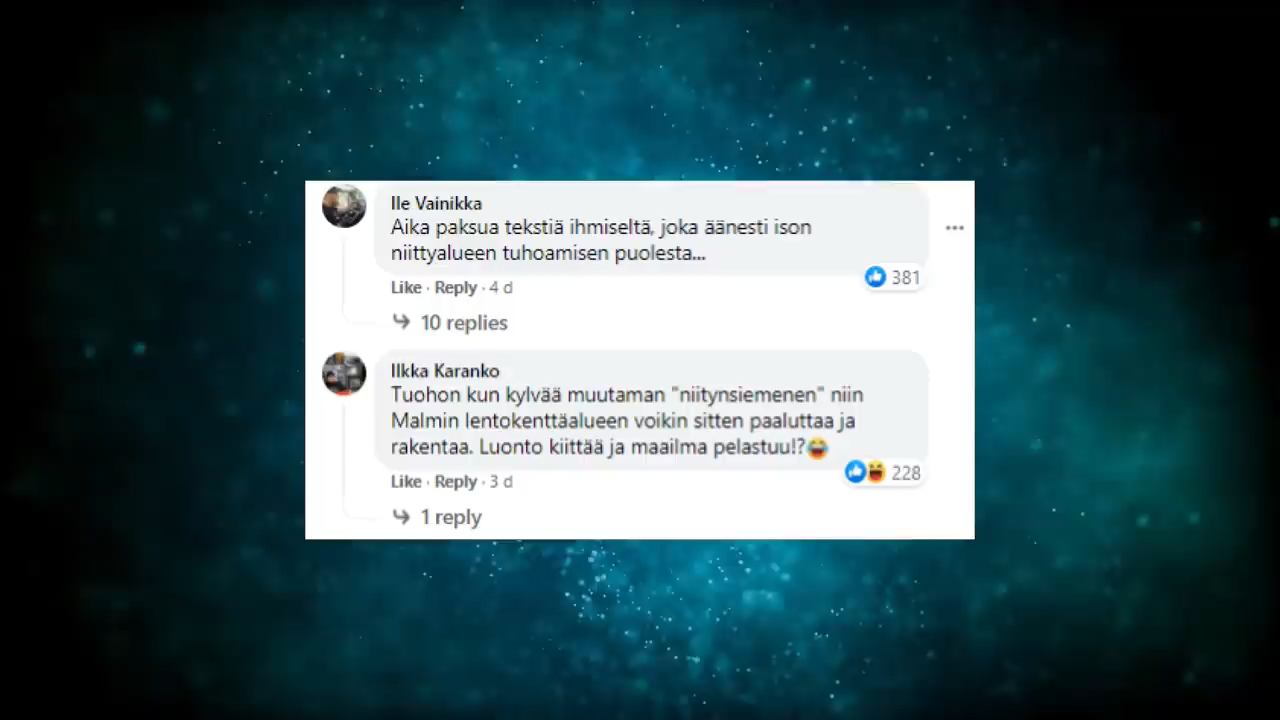 Ile Vainikka
Aika paksua tekstiä ihmiseltä, joka äänesti ison
niittyalueen tuhoamisen puolesta...
381
Like · Reply · 4 d
10 replies
Ilkka Karanko
Tuohon kun kylvää muutaman "niitynsiemenen" niin
Malmin lentokenttäalueen voikin sitten paaluttaa ja
rakentaa. Luonto kiittää ja maailma pelastuu!?😂
228
Like · Reply · 3 d
1 reply